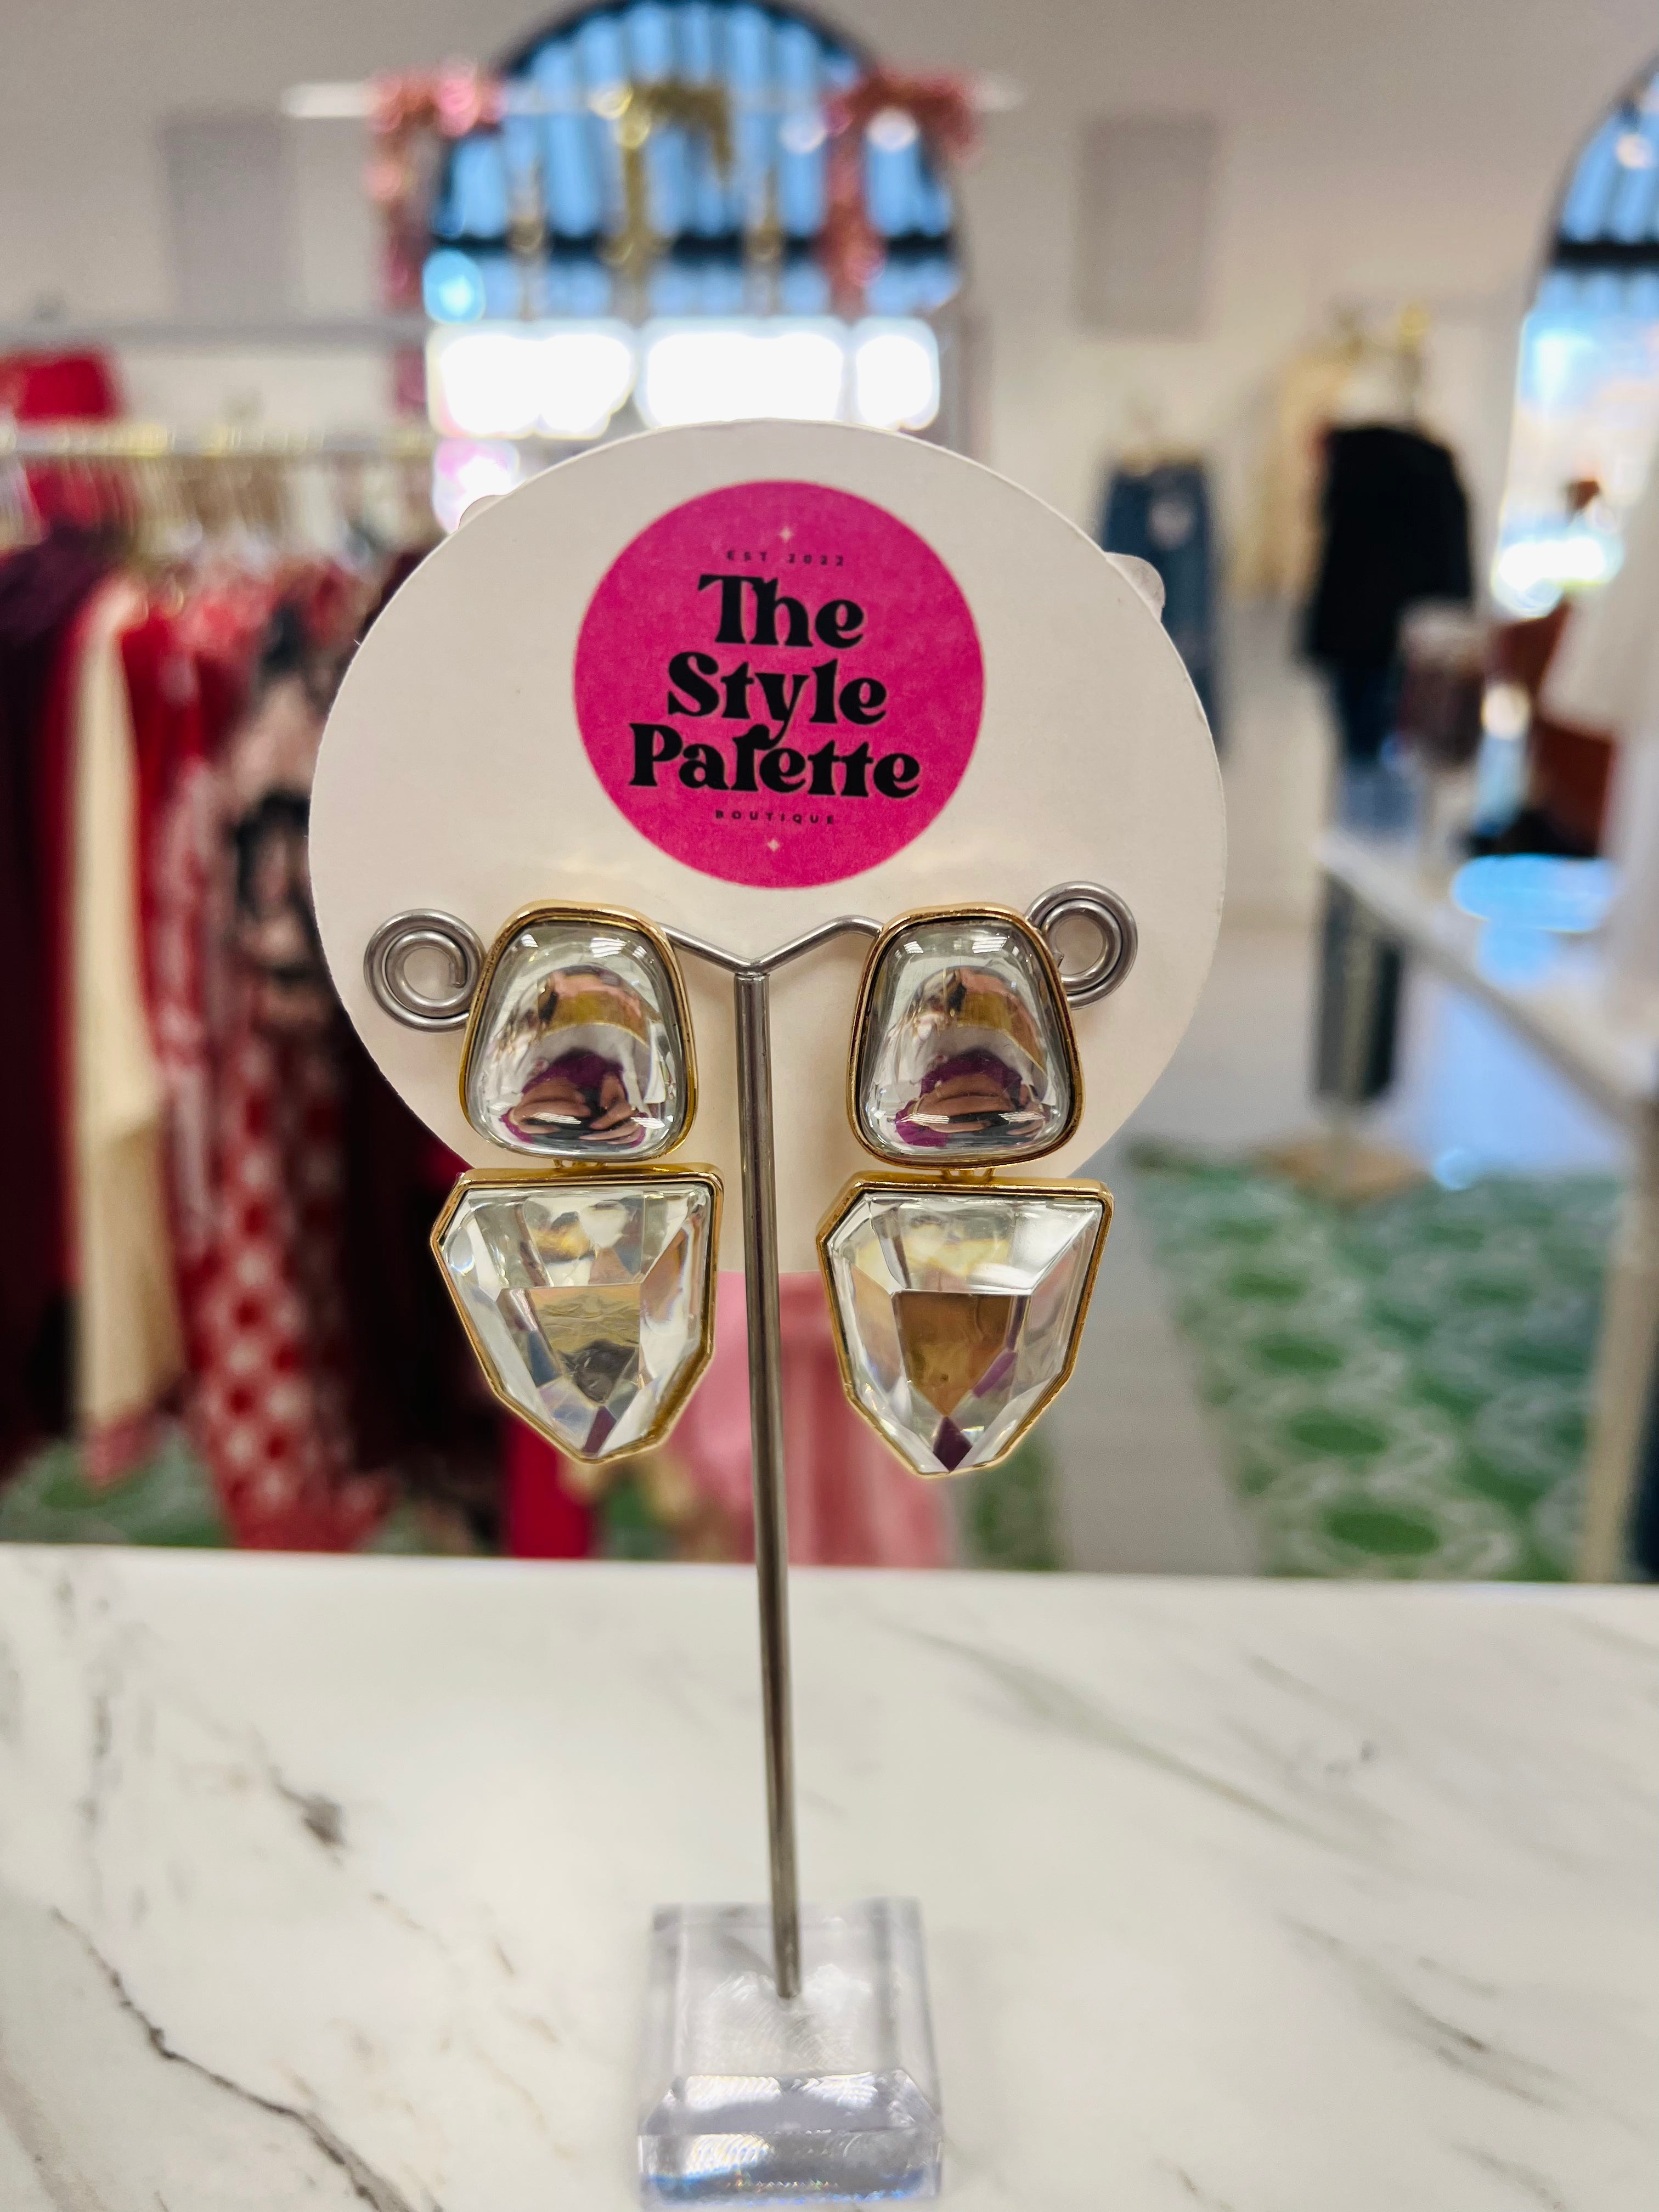 EST 2022
The
Style
Palette
BOUTIQUE